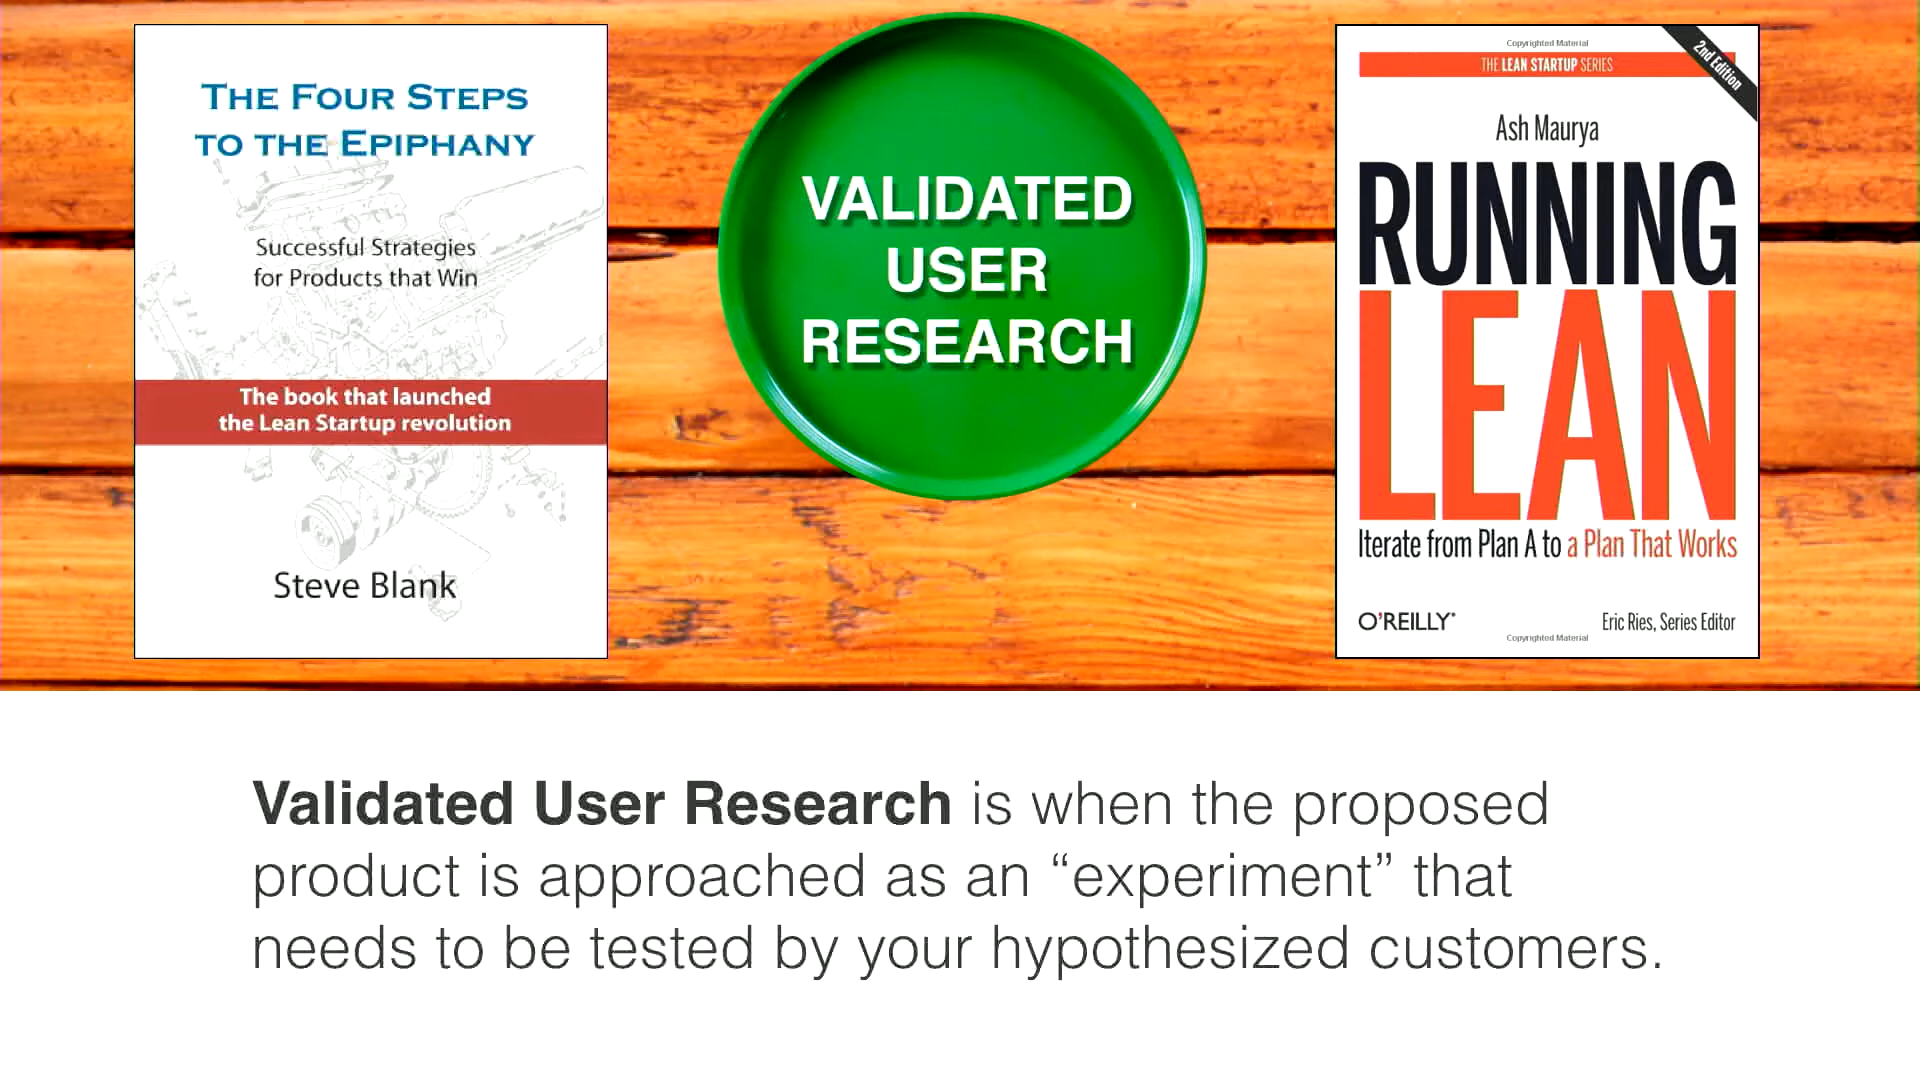 THE FOUR STEPS
TO THE EPIPHANY
Successful Strategies
for Products that Win
The book that launched
the Lean Startup revolution
Steve Blank
VALIDATED
USER
RESEARCH
Copyrighted Material
THE LEAN STARTUP SERIES
2nd Edition
Ash Maurya
RUNNING
LEAN
Iterate from Plan A to a Plan That Works
O'REILLY®
Eric Ries, Series Editor
Copyrighted Material
Validated User Research is when the proposed
product is approached as an “experiment” that
needs to be tested by your hypothesized customers.